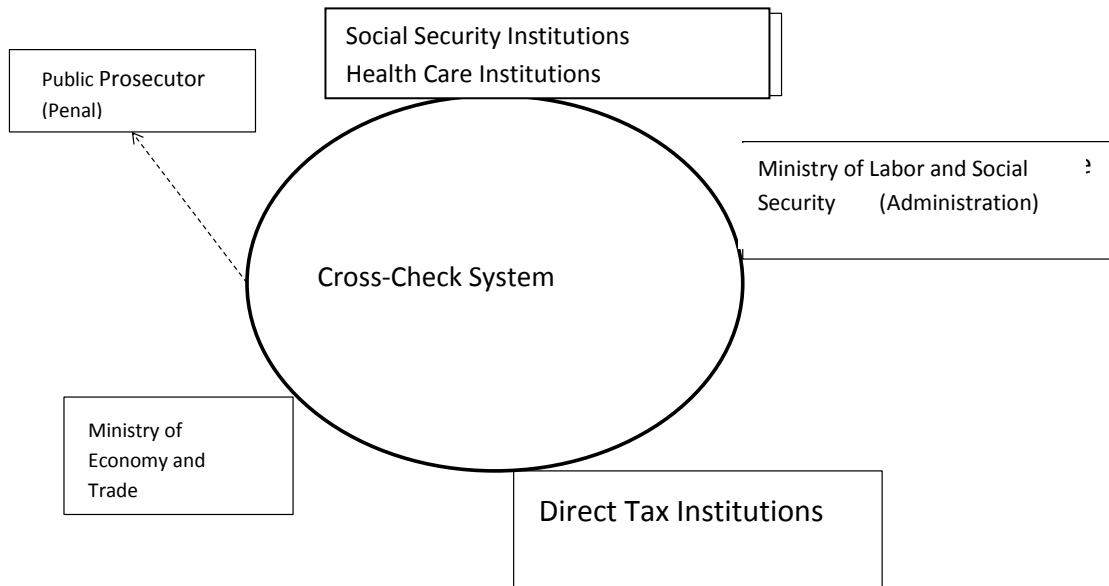 Social Security Institutions
Health Care Institutions
Public Prosecutor
(Penal)
Ministry of Labor and Social
Security (Administration)
Cross-Check System
Ministry of
Economy and
Trade
Direct Tax Institutions